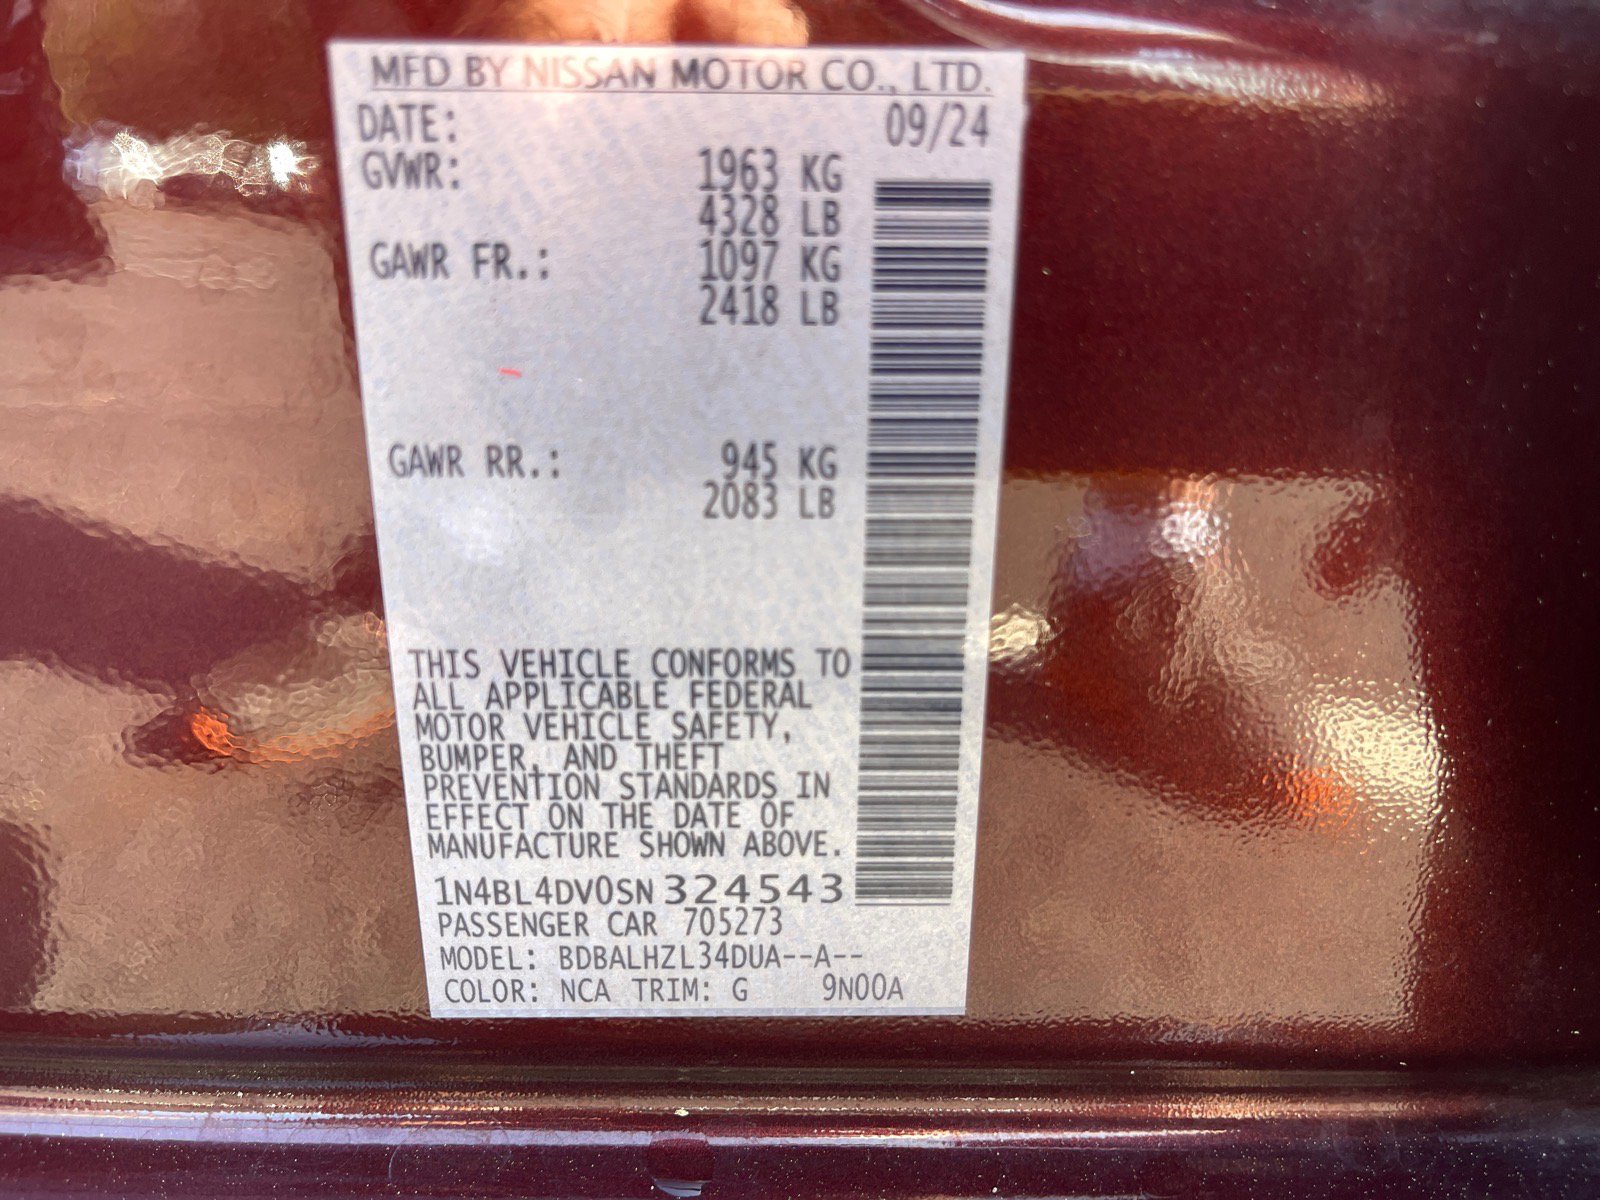 MFD BY NISSAN MOTOR CO., LTD.
DATE: 09/24
GVWR: 1963 KG
4328 LB
GAWR FR.: 1097 KG
2418 LB
GAWR RR.: 945 KG
2083 LB
THIS VEHICLE CONFORMS TO
ALL APPLICABLE FEDERAL
MOTOR VEHICLE SAFETY,
BUMPER, AND THEFT
PREVENTION STANDARDS IN
EFFECT ON THE DATE OF
MANUFACTURE SHOWN ABOVE.
1N4BL4DV0SN 324543
PASSENGER CAR 705273
MODEL: BDBALHZL34DUA--A--
COLOR: NCA TRIM: G 9N00A